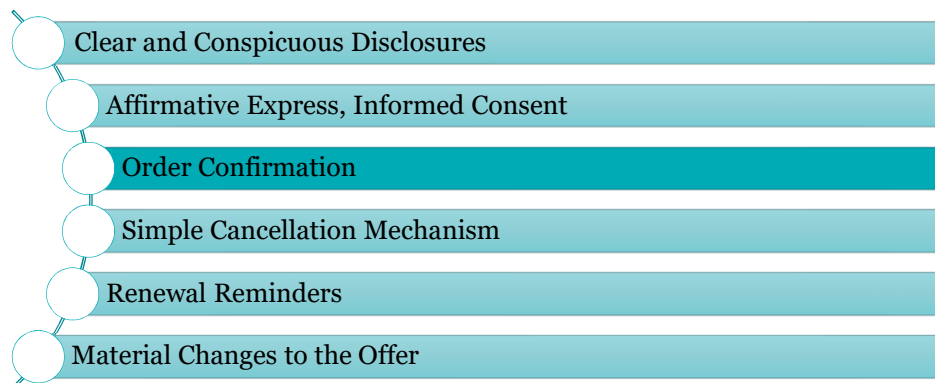 Clear and Conspicuous Disclosures
Affirmative Express, Informed Consent
Order Confirmation
Simple Cancellation Mechanism
Renewal Reminders
Material Changes to the Offer